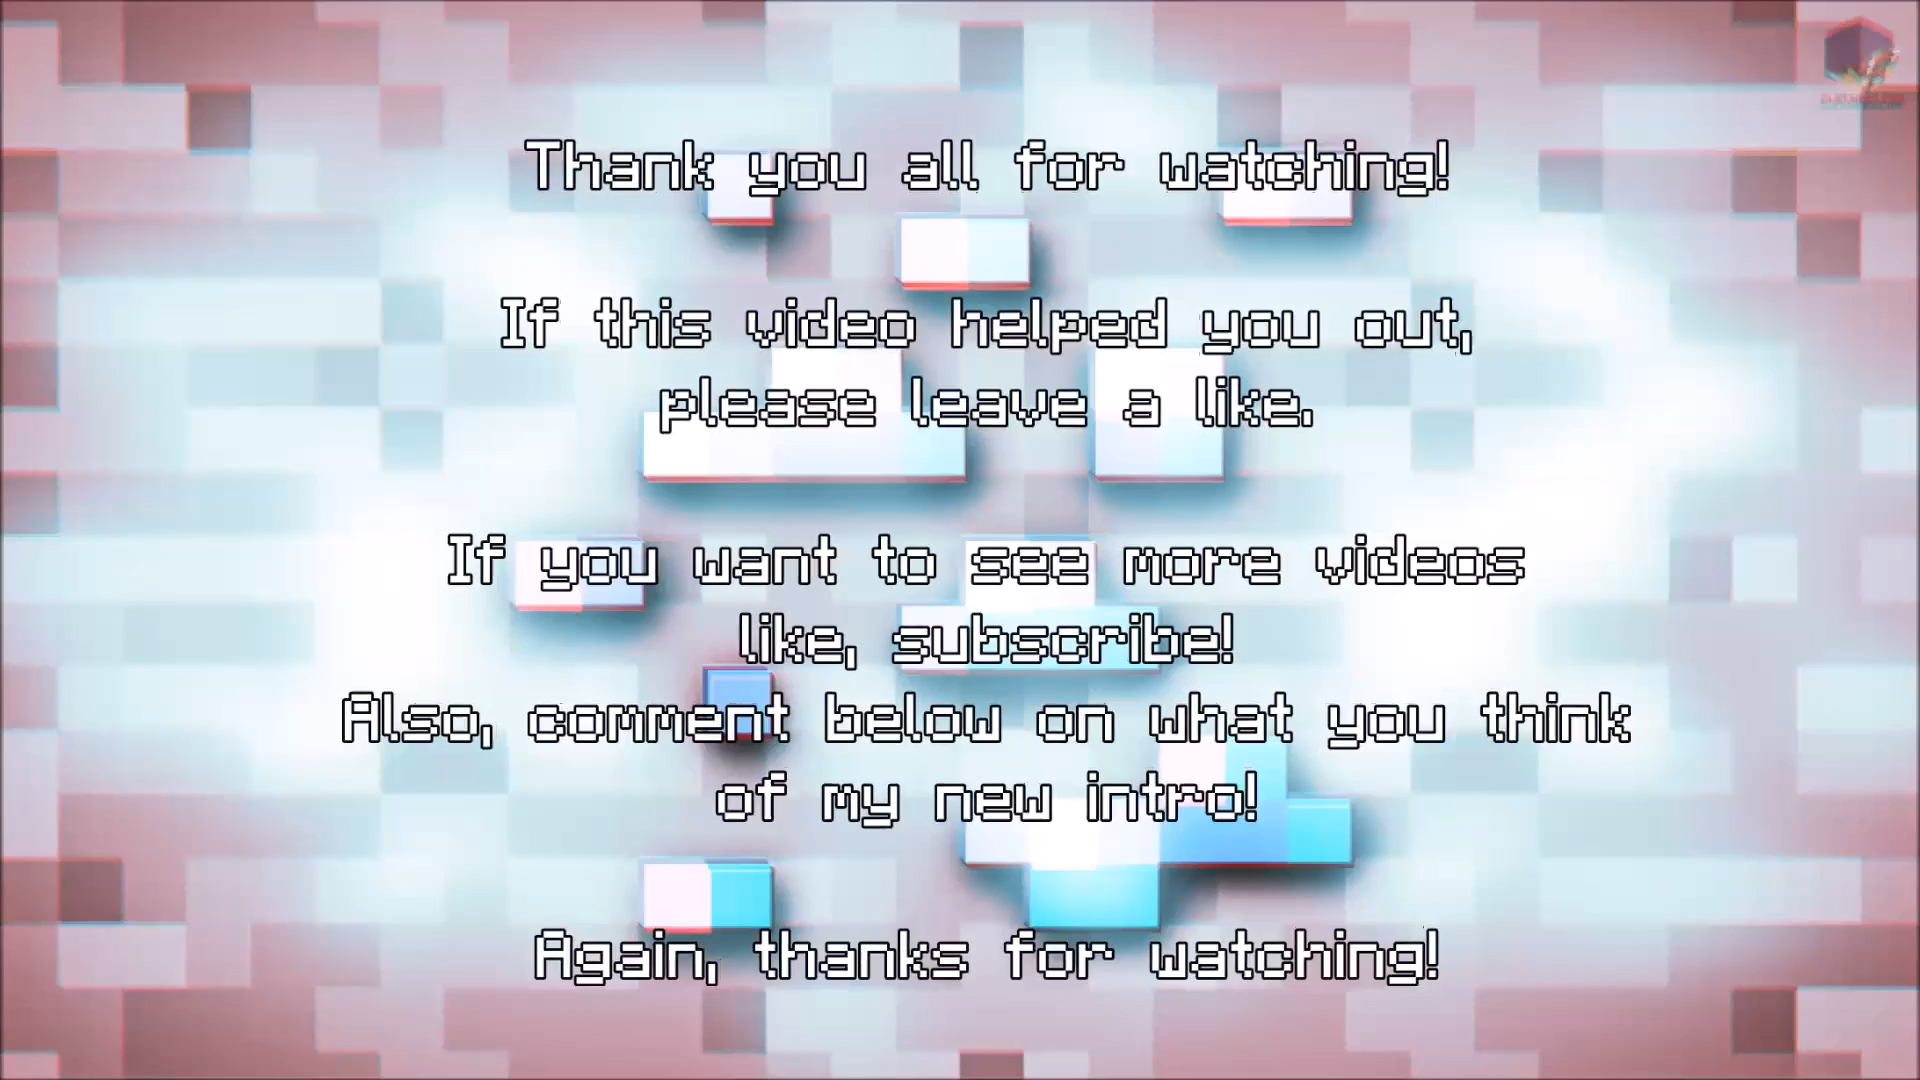 Thank you all for watching!
If this video helped you out,
please leave a like.
If you want to see more videos
like, subscribe!
Also, comment below on what you think
of my new intro!
Again, thanks for watching!